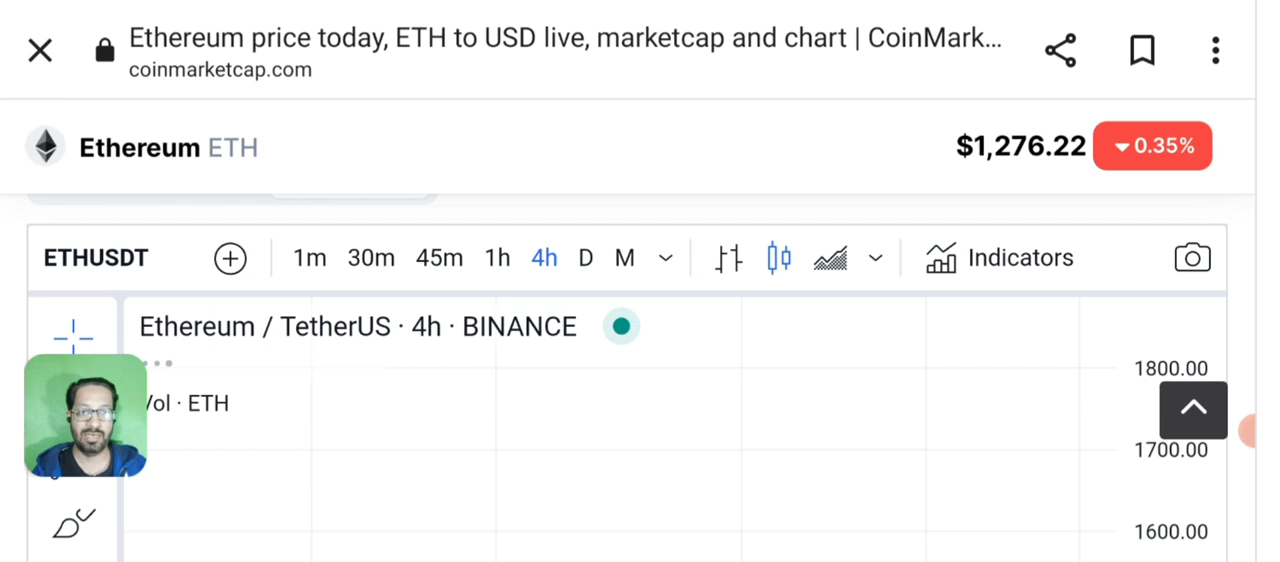 Ethereum price today, ETH to USD live, marketcap and chart | CoinMark...
coinmarketcap.com
Ethereum ETH $1,276.22 0.35%
ETHUSDT 1m 30m 45m 1h 4h D M Indicators
Ethereum / TetherUS · 4h · BINANCE
1800.00
Vol · ETH
1700.00
1600.00